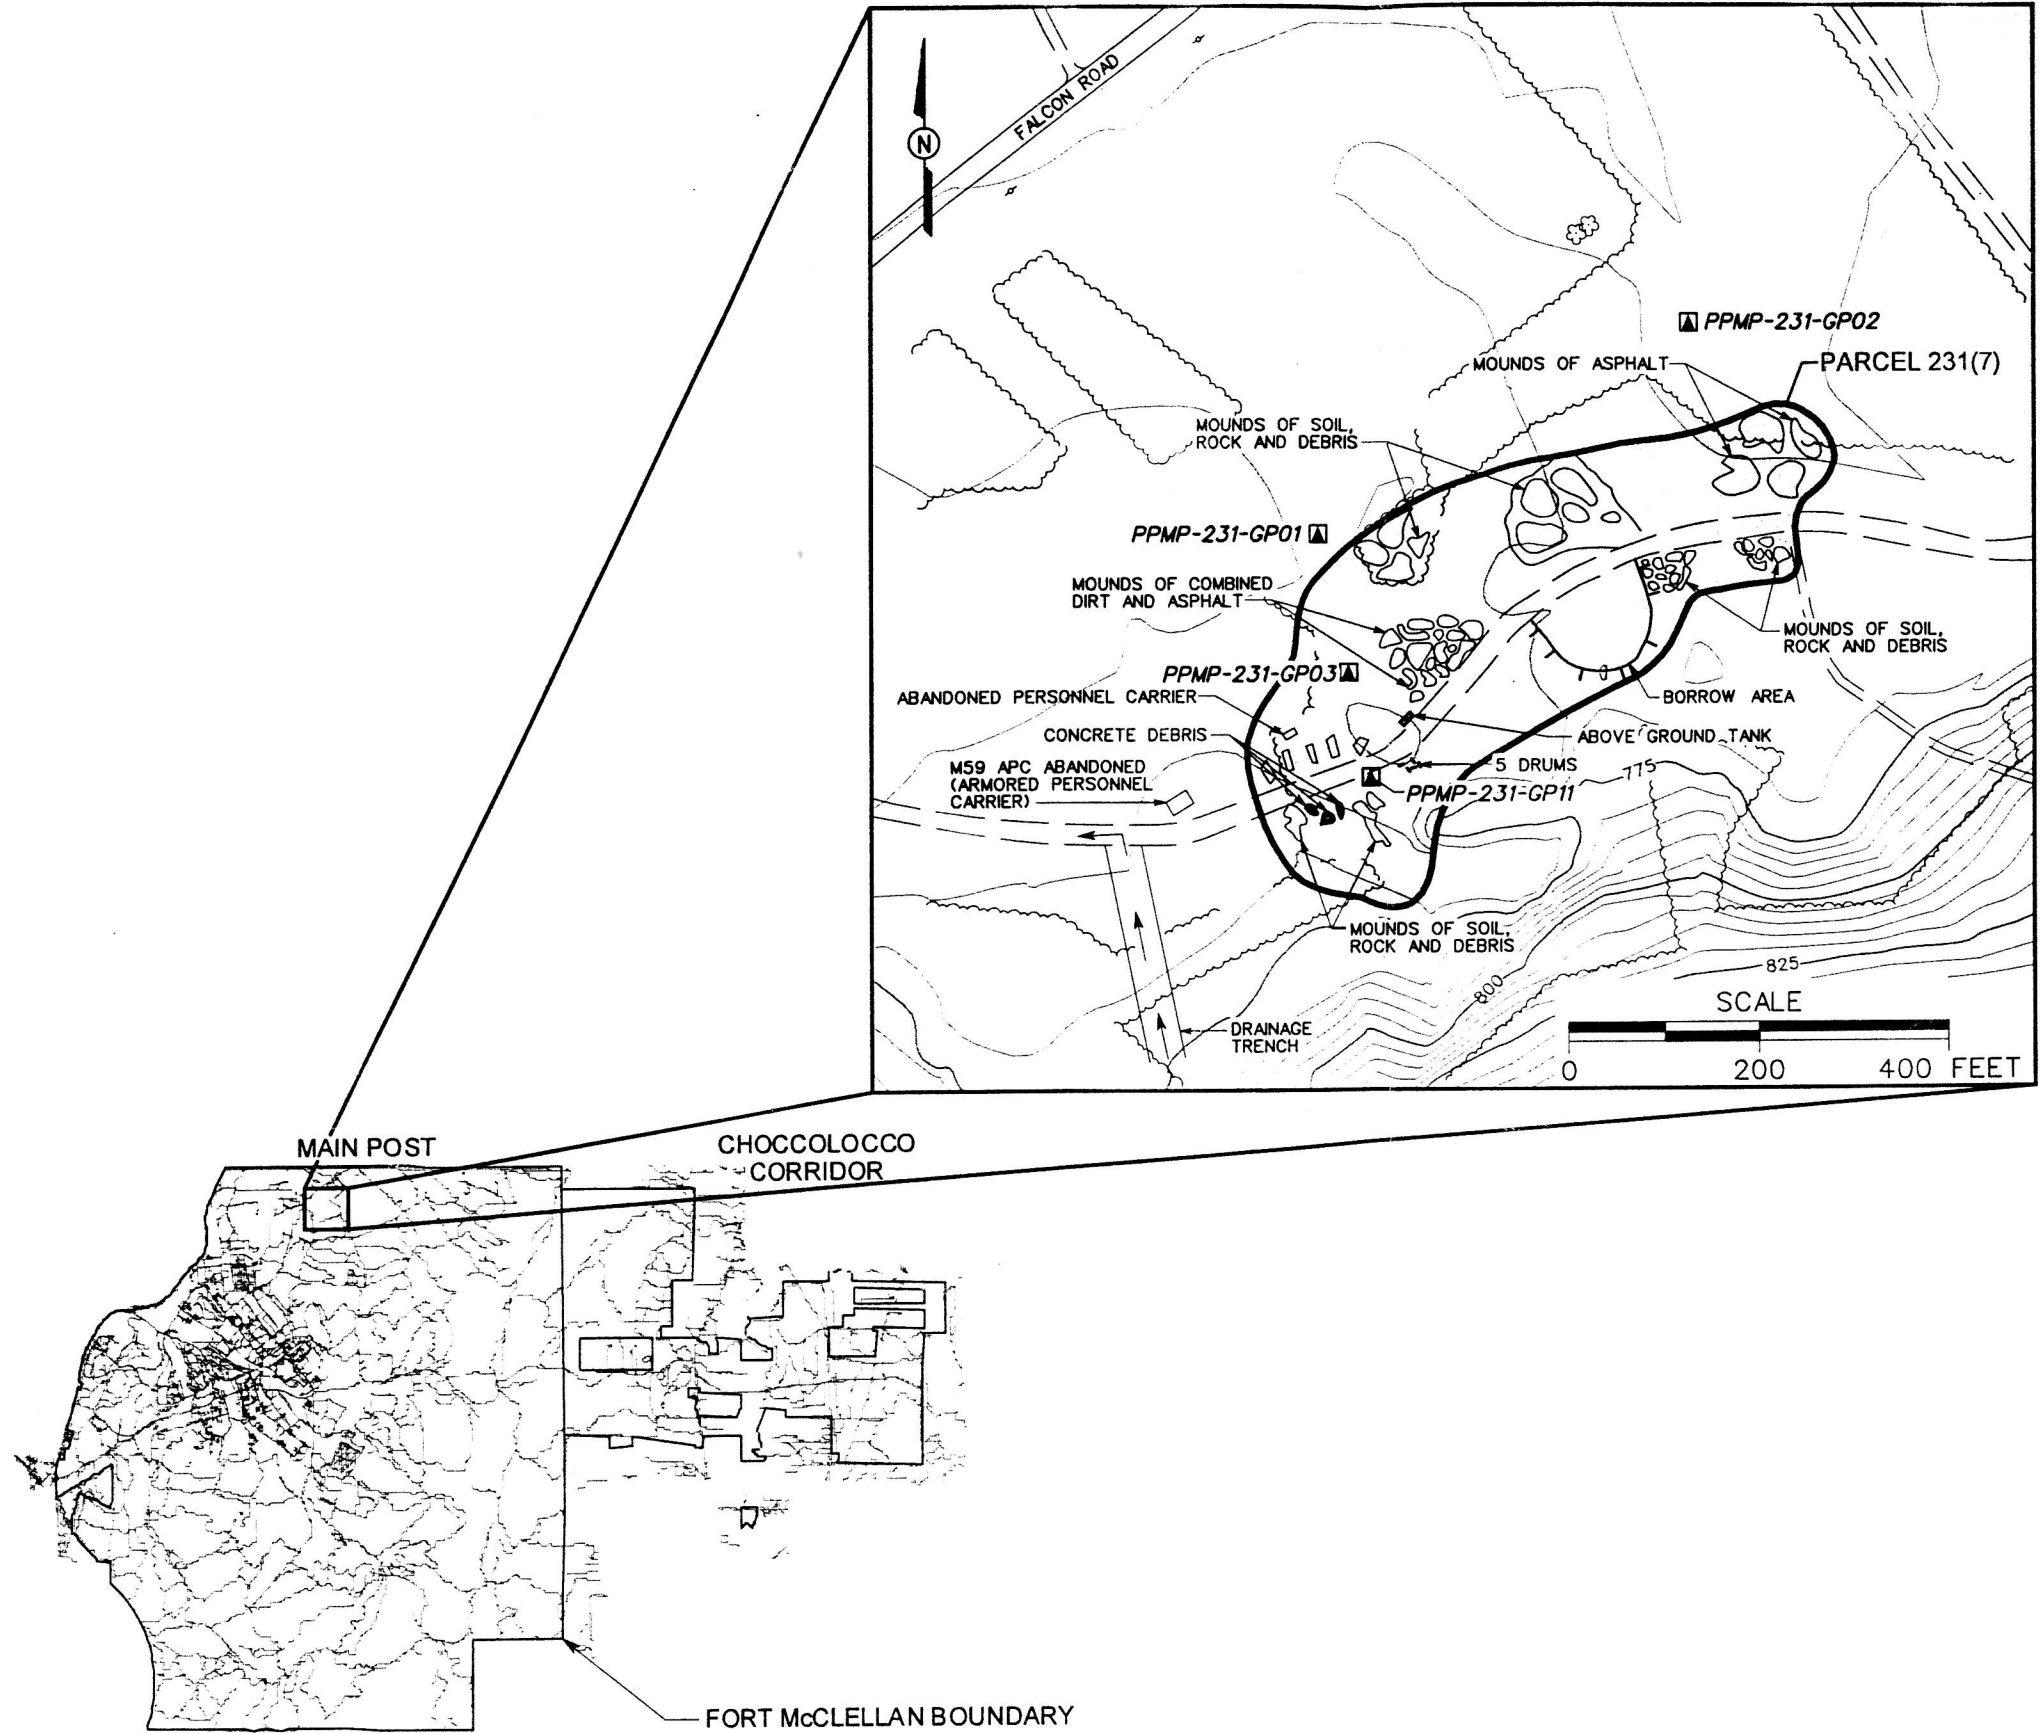 FALCON ROAD
N
PPMP-231-GP02
MOUNDS OF ASPHALT
PARCEL 231(7)
MOUNDS OF SOIL,
ROCK AND DEBRIS
PPMP-231-GP01
MOUNDS OF COMBINED
DIRT AND ASPHALT
MOUNDS OF SOIL,
ROCK AND DEBRIS
PPMP-231-GP03
ABANDONED PERSONNEL CARRIER
BORROW AREA
CONCRETE DEBRIS
ABOVE GROUND TANK
M59 APC ABANDONED
(ARMORED PERSONNEL
CARRIER)
5 DRUMS
775
PPMP-231-GP11
MOUNDS OF SOIL,
ROCK AND DEBRIS
825
800
SCALE
DRAINAGE
TRENCH
0 200 400 FEET
MAIN POST
CHOCCOLOCCO
CORRIDOR
FORT McCLELLAN BOUNDARY